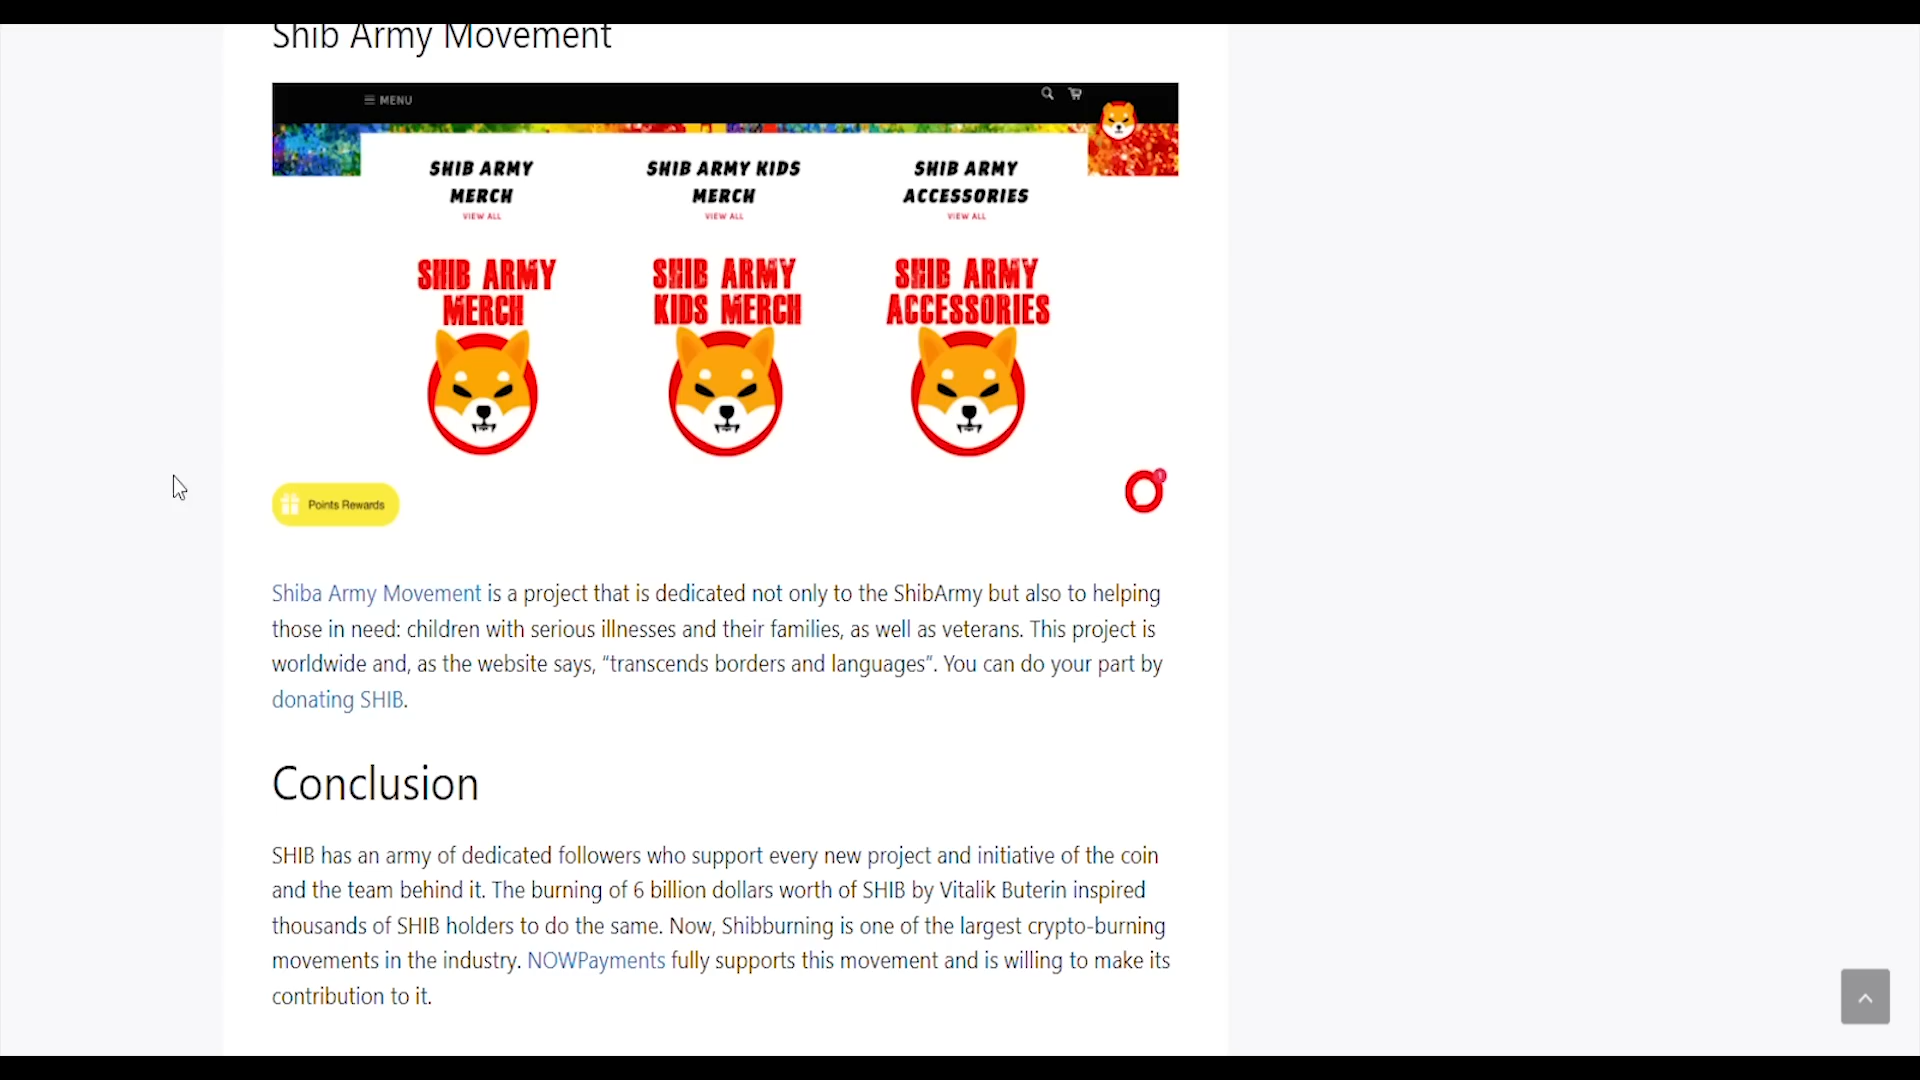 Shib Army Movement
MENU
SHIB ARMY
MERCH
VIEW ALL
SHIB ARMY KIDS
MERCH
VIEW ALL
SHIB ARMY
ACCESSORIES
VIEW ALL
SHIB ARMY
MERCH
SHIB ARMY
KIDS MERCH
SHIB ARMY
ACCESSORIES
Points Rewards
Shiba Army Movement is a project that is dedicated not only to the ShibArmy but also to helping
those in need: children with serious illnesses and their families, as well as veterans. This project is
worldwide and, as the website says, “transcends borders and languages”. You can do your part by
donating SHIB.
Conclusion
SHIB has an army of dedicated followers who support every new project and initiative of the coin
and the team behind it. The burning of 6 billion dollars worth of SHIB by Vitalik Buterin inspired
thousands of SHIB holders to do the same. Now, Shibburning is one of the largest crypto-burning
movements in the industry. NOWPayments fully supports this movement and is willing to make its
contribution to it.